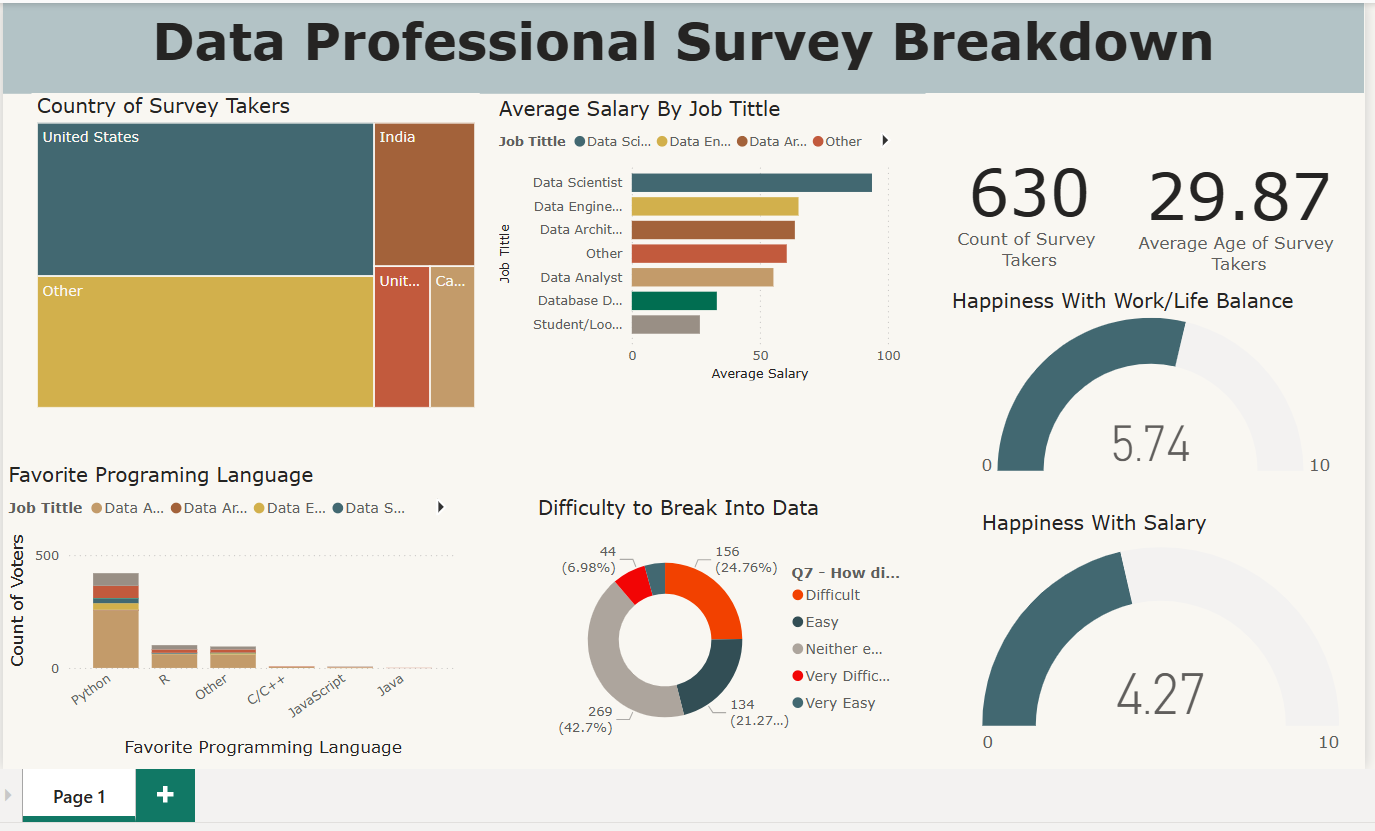 Data Professional Survey Breakdown
Country of Survey Takers
United States
India
Other
Unit...
Ca...
Average Salary By Job Tittle
Job Tittle Data Sci... Data En... Data Ar... Other
Job Tittle
Data Scientist
Data Engine...
Data Archit...
Other
Data Analyst
Database D...
Student/Loo...
0 50 100
Average Salary
630
Count of Survey
Takers
29.87
Average Age of Survey
Takers
Happiness With Work/Life Balance
5.74
0 10
Favorite Programing Language
Job Tittle Data A... Data Ar... Data E... Data S...
Count of Voters
500
0
Python R Other C/C++ JavaScript Java
Favorite Programming Language
Difficulty to Break Into Data
44
(6.98%)
156
(24.76%)
269
(42.7%)
134
(21.27...)
Q7 - How di...
Difficult
Easy
Neither e...
Very Diffic...
Very Easy
Happiness With Salary
4.27
0 10
Page 1